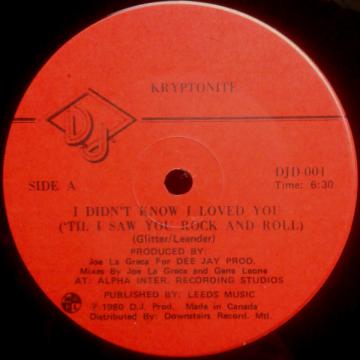 KRYPTONITE
DJ
SIDE A
DJD-001
Time: 6:30
I DIDN'T KNOW I LOVED YOU
('TIL I SAW YOU ROCK AND ROLL)
(Glitter/Leander)
PRODUCED BY:
Joe La Greca For DEE JAY PROD.
Mixes By Joe La Greca and Gene Leone
AT: ALPHA INTER. RECORDING STUDIOS
PUBLISHED BY: LEEDS MUSIC
℗ 1980 D.J. Prod. Made in Canada
Distributed By: Downstairs Record. Mtl.